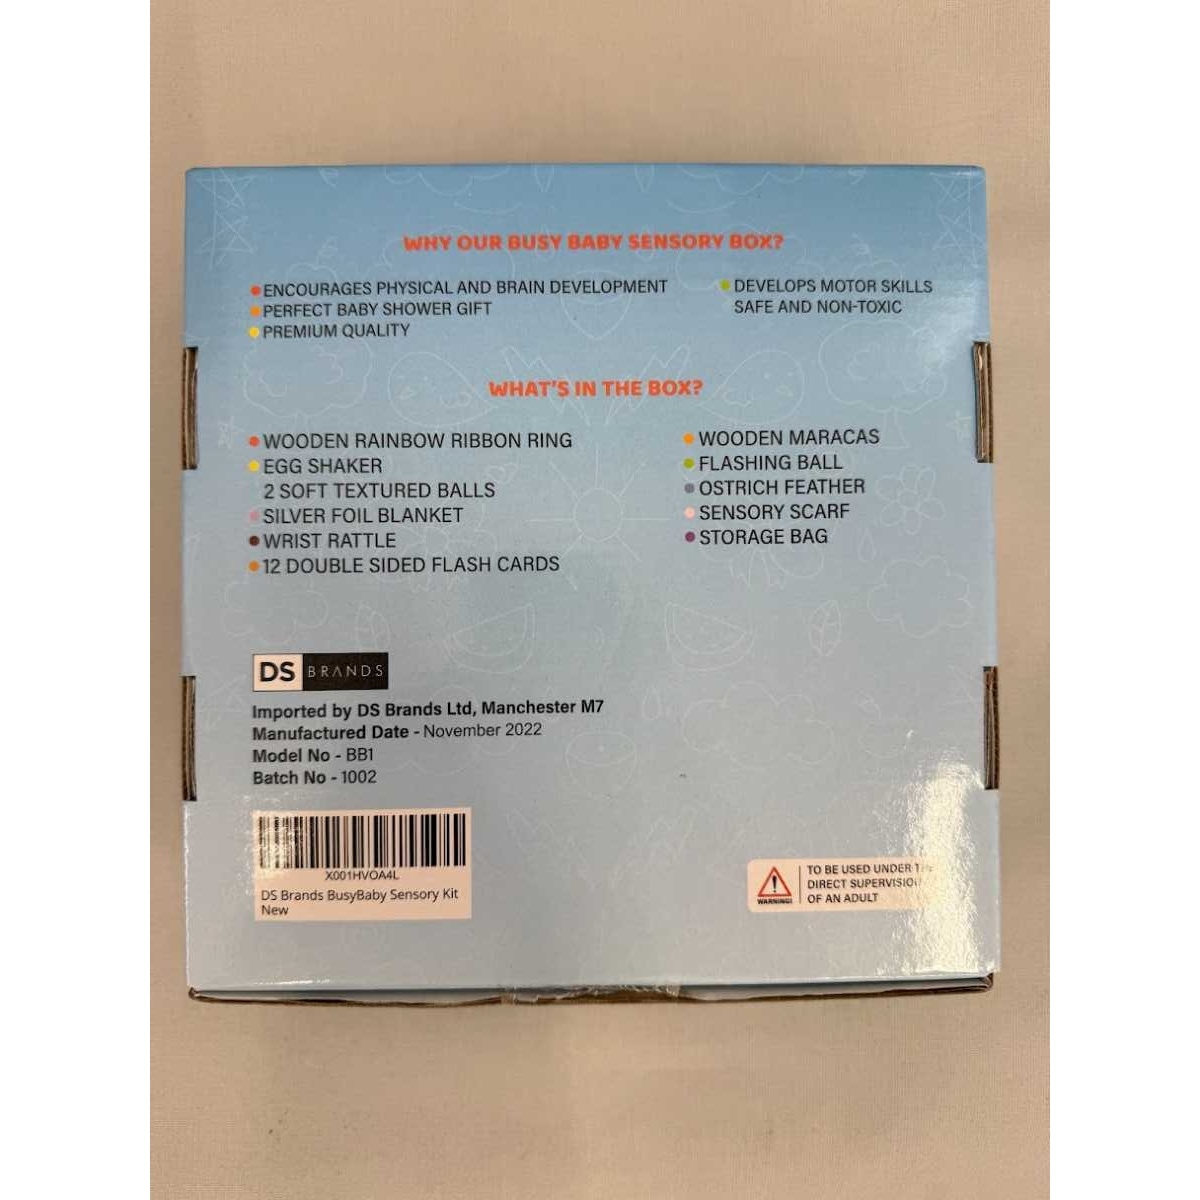 WHY OUR BUSY BABY SENSORY BOX?
ENCOURAGES PHYSICAL AND BRAIN DEVELOPMENT
PERFECT BABY SHOWER GIFT
PREMIUM QUALITY
DEVELOPS MOTOR SKILLS
SAFE AND NON-TOXIC
WHAT'S IN THE BOX?
WOODEN RAINBOW RIBBON RING
EGG SHAKER
2 SOFT TEXTURED BALLS
SILVER FOIL BLANKET
WRIST RATTLE
12 DOUBLE SIDED FLASH CARDS
WOODEN MARACAS
FLASHING BALL
OSTRICH FEATHER
SENSORY SCARF
STORAGE BAG
DS BRANDS
Imported by DS Brands Ltd, Manchester M7
Manufactured Date - November 2022
Model No - BB1
Batch No - 1002
X001HVOA4L
DS Brands BusyBaby Sensory Kit
New
WARNING!
TO BE USED UNDER THE
DIRECT SUPERVISION
OF AN ADULT